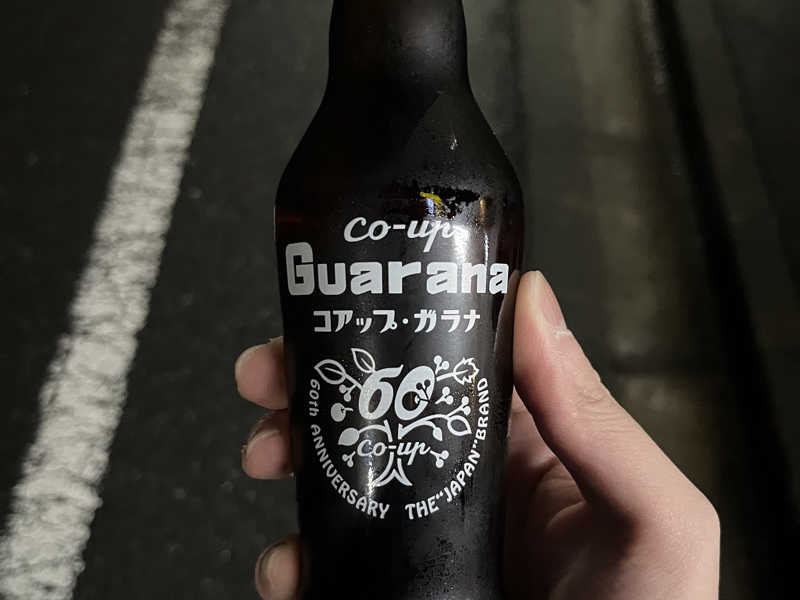 co-up
Guarana
コアップ・ガラナ
60
co-up
60th ANNIVERSARY THE "JAPAN" BRAND